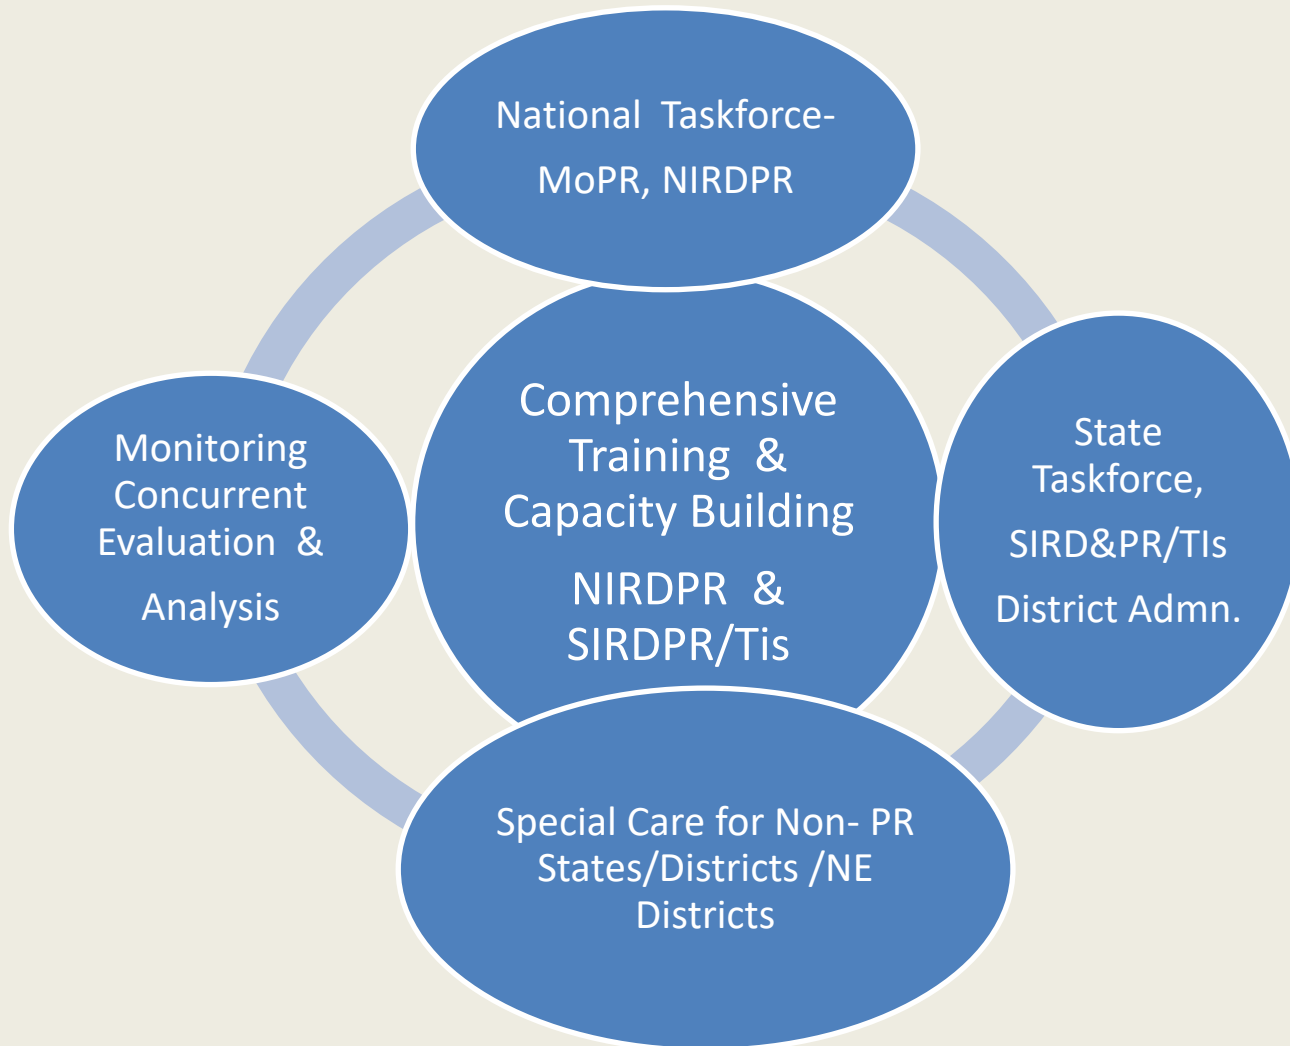 National  Taskforce-
MoPR, NIRDPR
Comprehensive
Training  &
Capacity Building
NIRDPR  &
SIRDPR/Tis
State
Taskforce,
SIRD&PR/TIs
District Admn.
Monitoring
Concurrent
Evaluation  &
Analysis
Special Care for Non- PR
States/Districts /NE
Districts